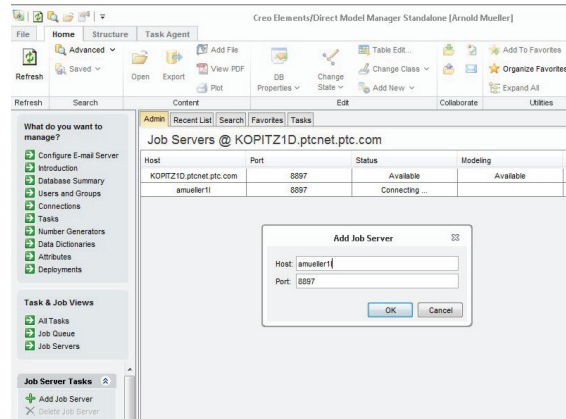 Creo Elements/Direct Model Manager Standalone [Arnold Mueller]
File Home Structure Task Agent
Refresh
Advanced
Saved
Open
Export
Add File
View PDF
Plot
DB Properties
Change State
Table Edit...
Change Class
Add New
Add To Favorites
Organize Favorites
Expand All
Refresh Search Content Edit Collaborate Utilities
What do you want to manage?
Configure E-mail Server
Introduction
Database Summary
Users and Groups
Connections
Tasks
Number Generators
Data Dictionaries
Attributes
Deployments
Task & Job Views
All Tasks
Job Queue
Job Servers
Job Server Tasks
Add Job Server
Delete Job Server
Admin Recent List Search Favorites Tasks
Job Servers @ KOPITZ1D.ptcnet.ptc.com
Host Port Status Modeling
KOPITZ1D.ptcnet.ptc.com 8897 Available Available
amueller1l 8897 Connecting ...
Add Job Server
Host: amueller1l
Port: 8897
OK Cancel